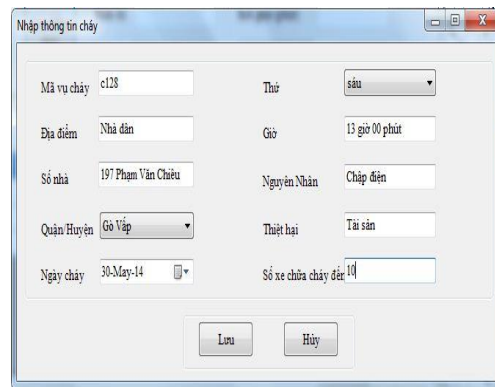 Nhập thông tin cháy
Mã vụ cháy c128 Thứ sáu
Địa điểm Nhà dân Giờ 13 giờ 00 phút
Số nhà 197 Phạm Văn Chiêu Nguyên Nhân Chập điện
Quận/Huyện Gò Vấp Thiệt hại Tài sản
Ngày cháy 30-May-14 Số xe chữa cháy đến 10
Lưu Hủy